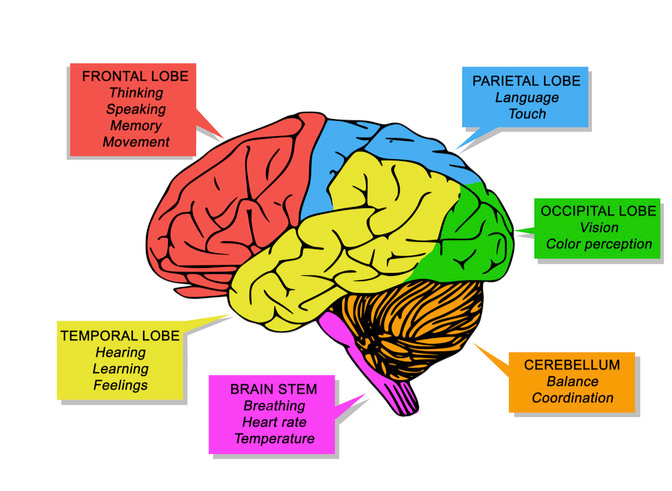 FRONTAL LOBE
Thinking
Speaking
Memory
Movement
PARIETAL LOBE
Language
Touch
OCCIPITAL LOBE
Vision
Color perception
TEMPORAL LOBE
Hearing
Learning
Feelings
BRAIN STEM
Breathing
Heart rate
Temperature
CEREBELLUM
Balance
Coordination